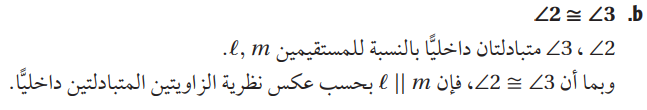 b. ∠2 ≅ ∠3
∠2 ، ∠3 متبادلتان داخليًّا بالنسبة للمستقيمين ℓ, m.
وبما أن ∠2 ≅ ∠3، فإن ℓ || m بحسب عكس نظرية الزاويتين المتبادلتين داخليًّا.